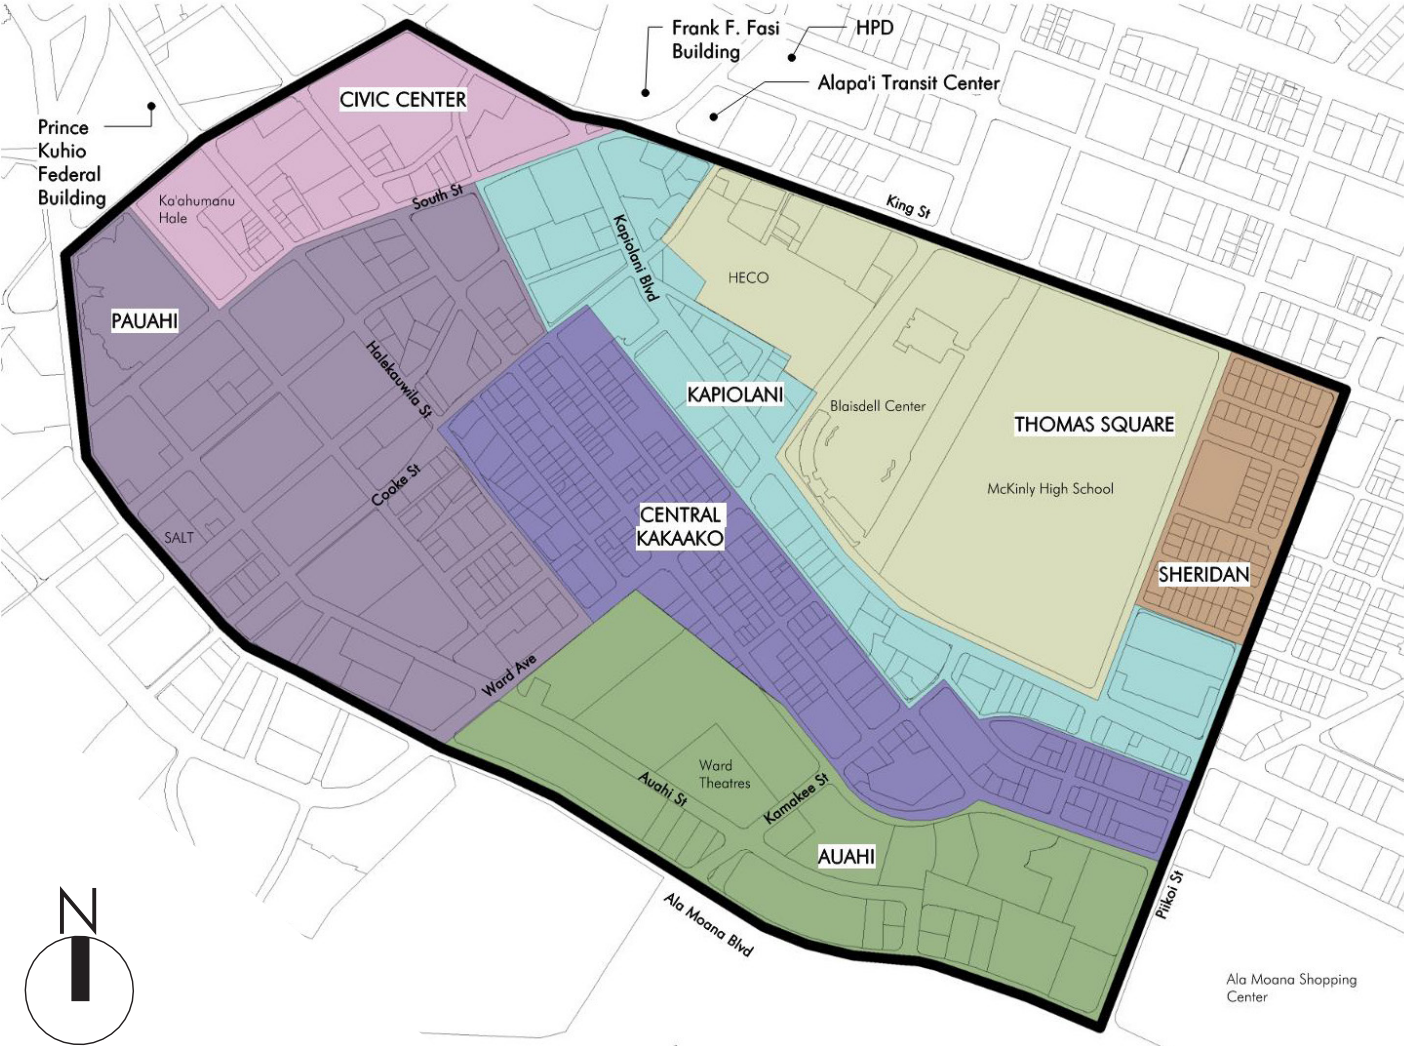 Frank F. Fasi
Building
HPD
Alapa'i Transit Center
CIVIC CENTER
Prince
Kuhio
Federal
Building
Ka'ahumanu
Hale
South St
King St
Kapiolani Blvd
HECO
PAUAHI
Halekauwila St
KAPIOLANI
Blaisdell Center
THOMAS SQUARE
Cooke St
McKinly High School
CENTRAL
KAKAAKO
SALT
SHERIDAN
Ward Ave
Ward
Theatres
Auahi St
Kamakee St
AUAHI
Piikoi St
Ala Moana Blvd
N
Ala Moana Shopping
Center